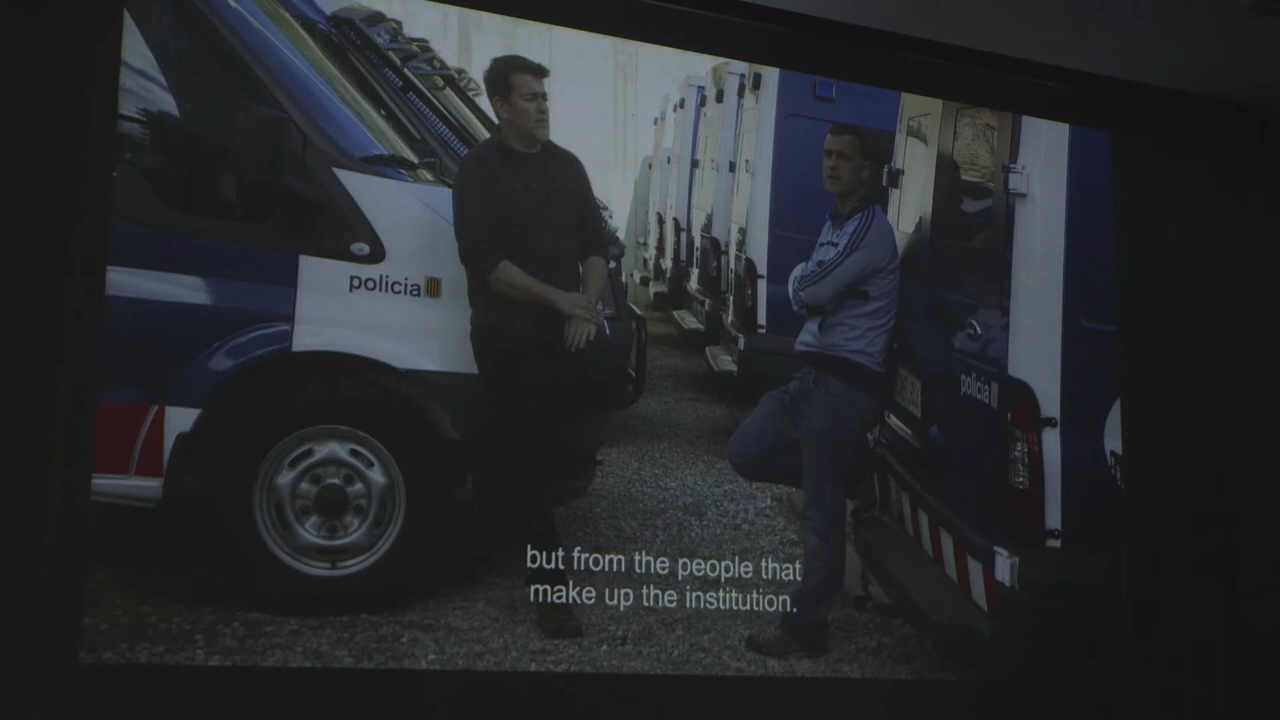 policia
policia
but from the people that
make up the institution.